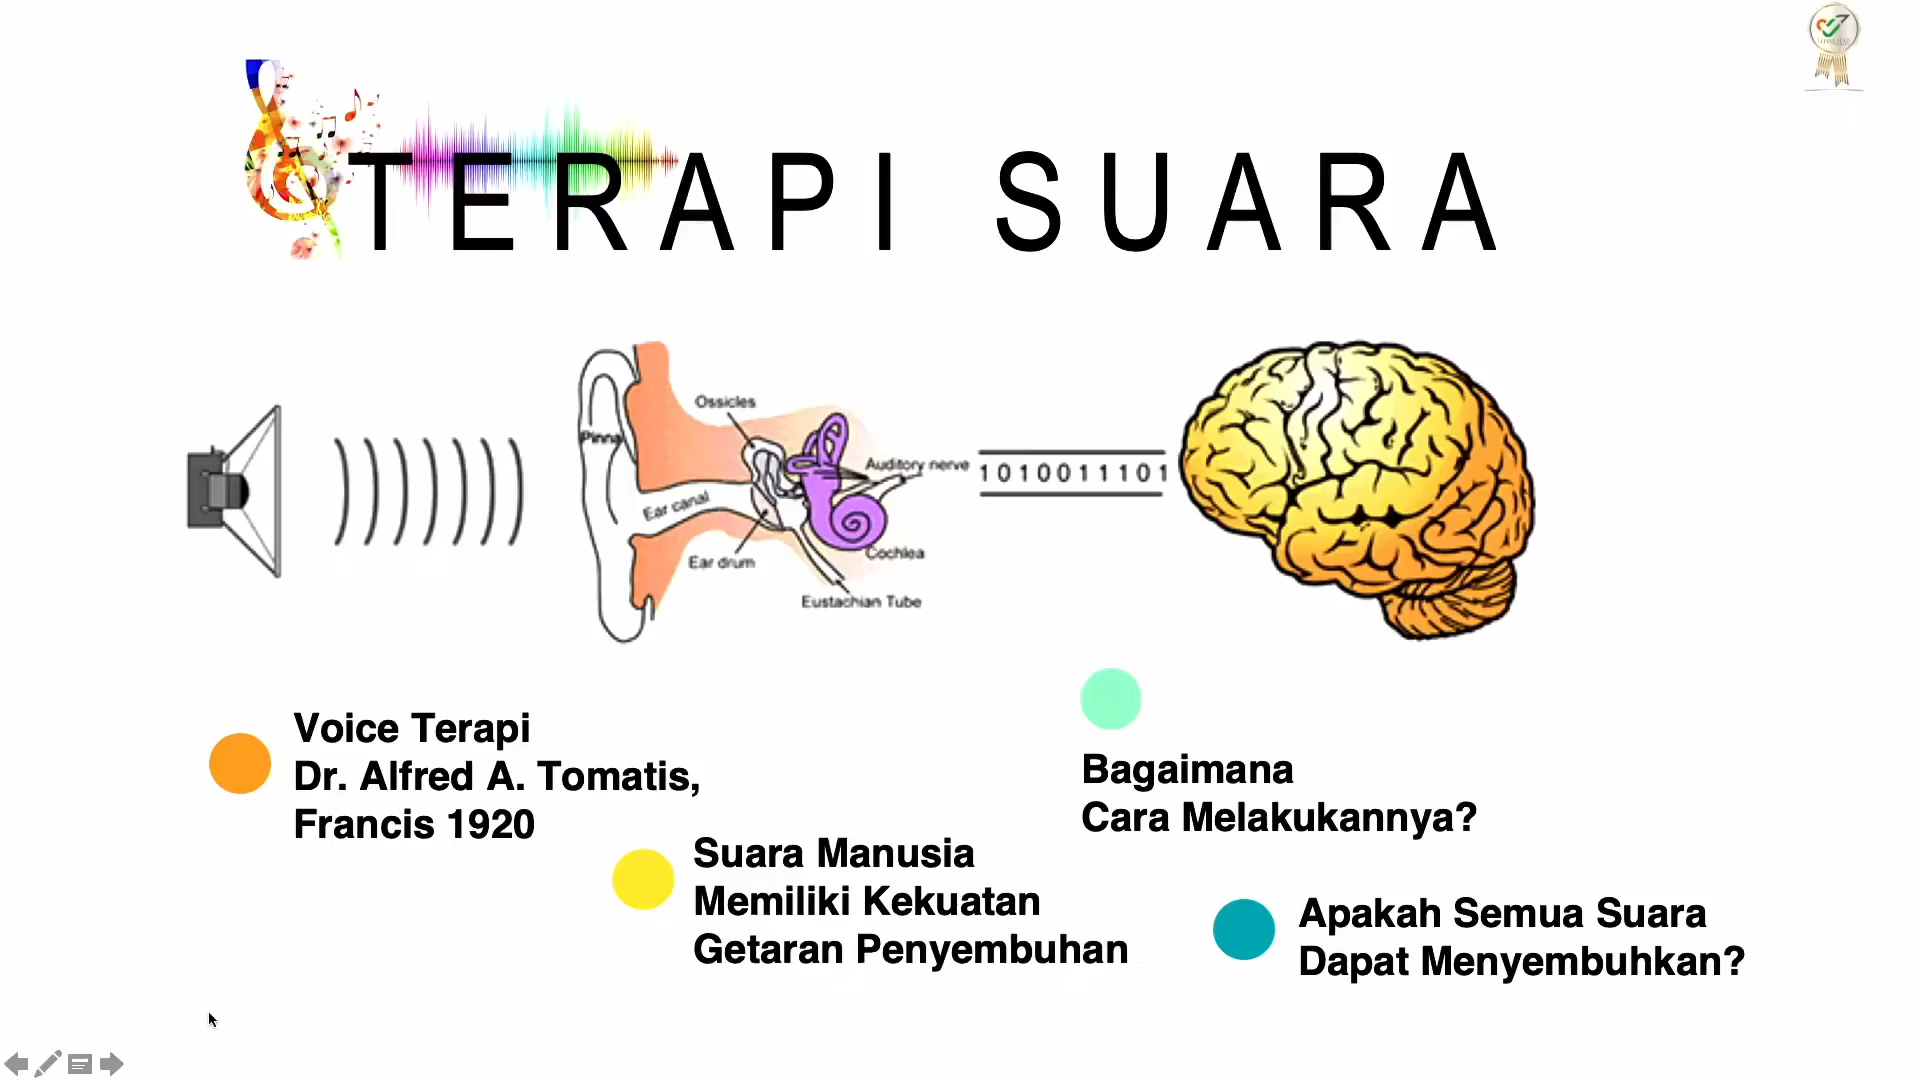 TERAPI SUARA
Ossicles
Pinna
Auditory nerve
1010011101
Ear canal
Ear drum
Cochlea
Eustachian Tube
Voice Terapi
Dr. Alfred A. Tomatis,
Francis 1920
Suara Manusia
Memiliki Kekuatan
Getaran Penyembuhan
Bagaimana
Cara Melakukannya?
Apakah Semua Suara
Dapat Menyembuhkan?